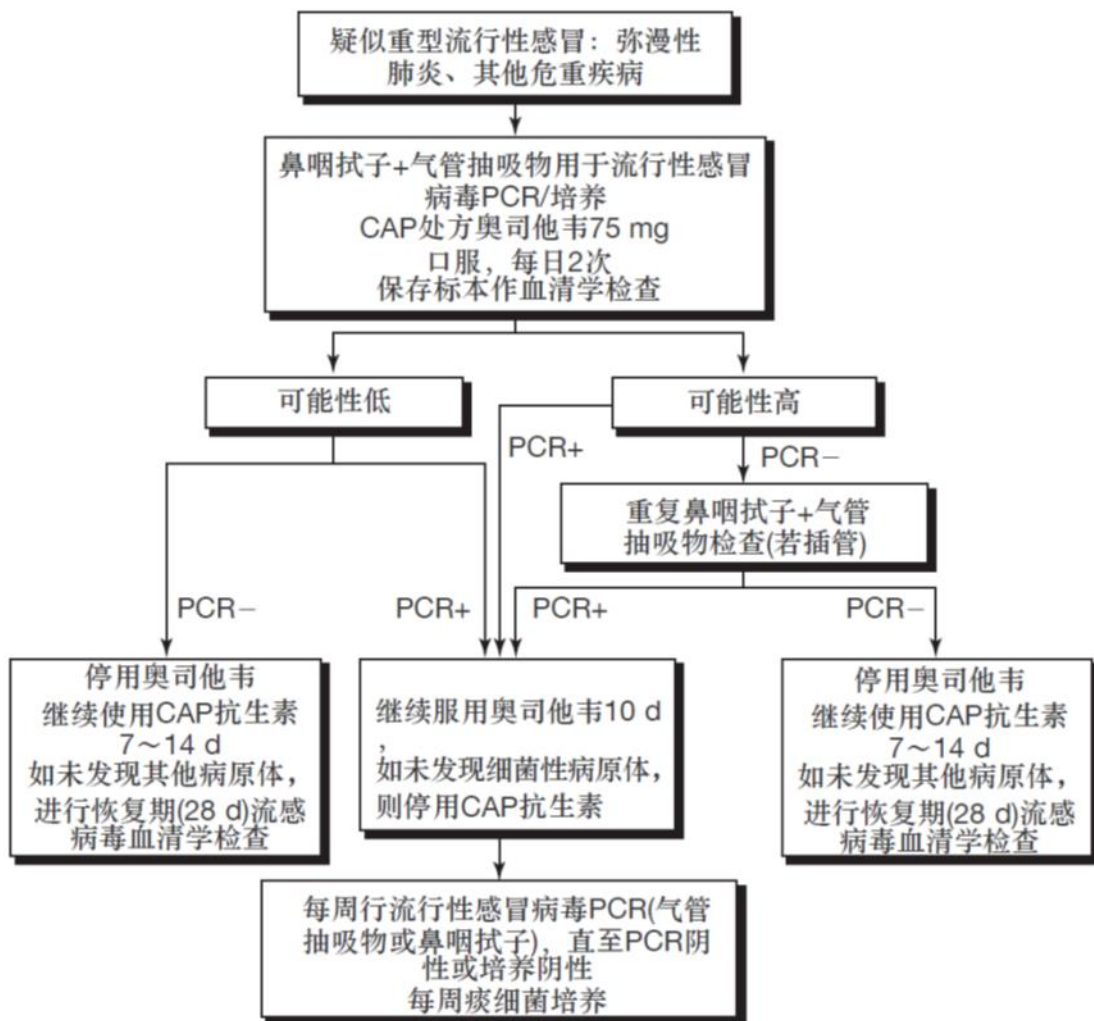 疑似重型流行性感冒：弥漫性
肺炎、其他危重疾病
鼻咽拭子+气管抽吸物用于流行性感冒
病毒PCR/培养
CAP处方奥司他韦75 mg
口服，每日2次
保存标本作血清学检查
可能性低
可能性高
PCR+
PCR−
重复鼻咽拭子+气管
抽吸物检查(若插管)
PCR−
PCR+
PCR+
PCR−
停用奥司他韦
继续使用CAP抗生素
7～14 d
如未发现其他病原体，
进行恢复期(28 d)流感
病毒血清学检查
继续服用奥司他韦10 d
，
如未发现细菌性病原体，
则停用CAP抗生素
停用奥司他韦
继续使用CAP抗生素
7～14 d
如未发现其他病原体，
进行恢复期(28 d)流感
病毒血清学检查
每周行流行性感冒病毒PCR(气管
抽吸物或鼻咽拭子)，直至PCR阴
性或培养阴性
每周痰细菌培养